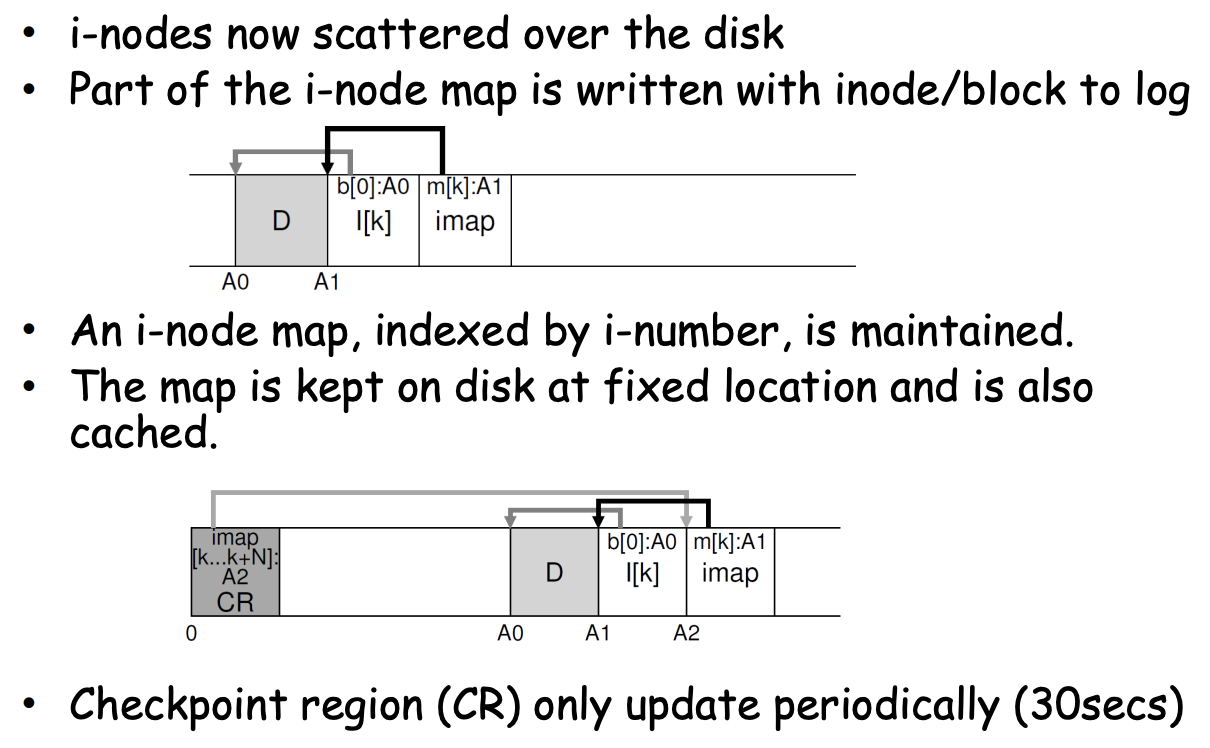 • i-nodes now scattered over the disk
• Part of the i-node map is written with inode/block to log
b[0]:A0 m[k]:A1
D I[k] imap
A0 A1
• An i-node map, indexed by i-number, is maintained.
• The map is kept on disk at fixed location and is also
cached.
imap
[k...k+N]:
A2
CR
b[0]:A0 m[k]:A1
D I[k] imap
0 A0 A1 A2
• Checkpoint region (CR) only update periodically (30secs)